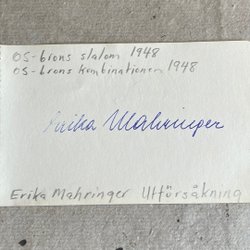 OS-brons slalom 1948
OS-brons kombinationen 1948
Erika Mahringer
Erika Mahringer Utförsåkning